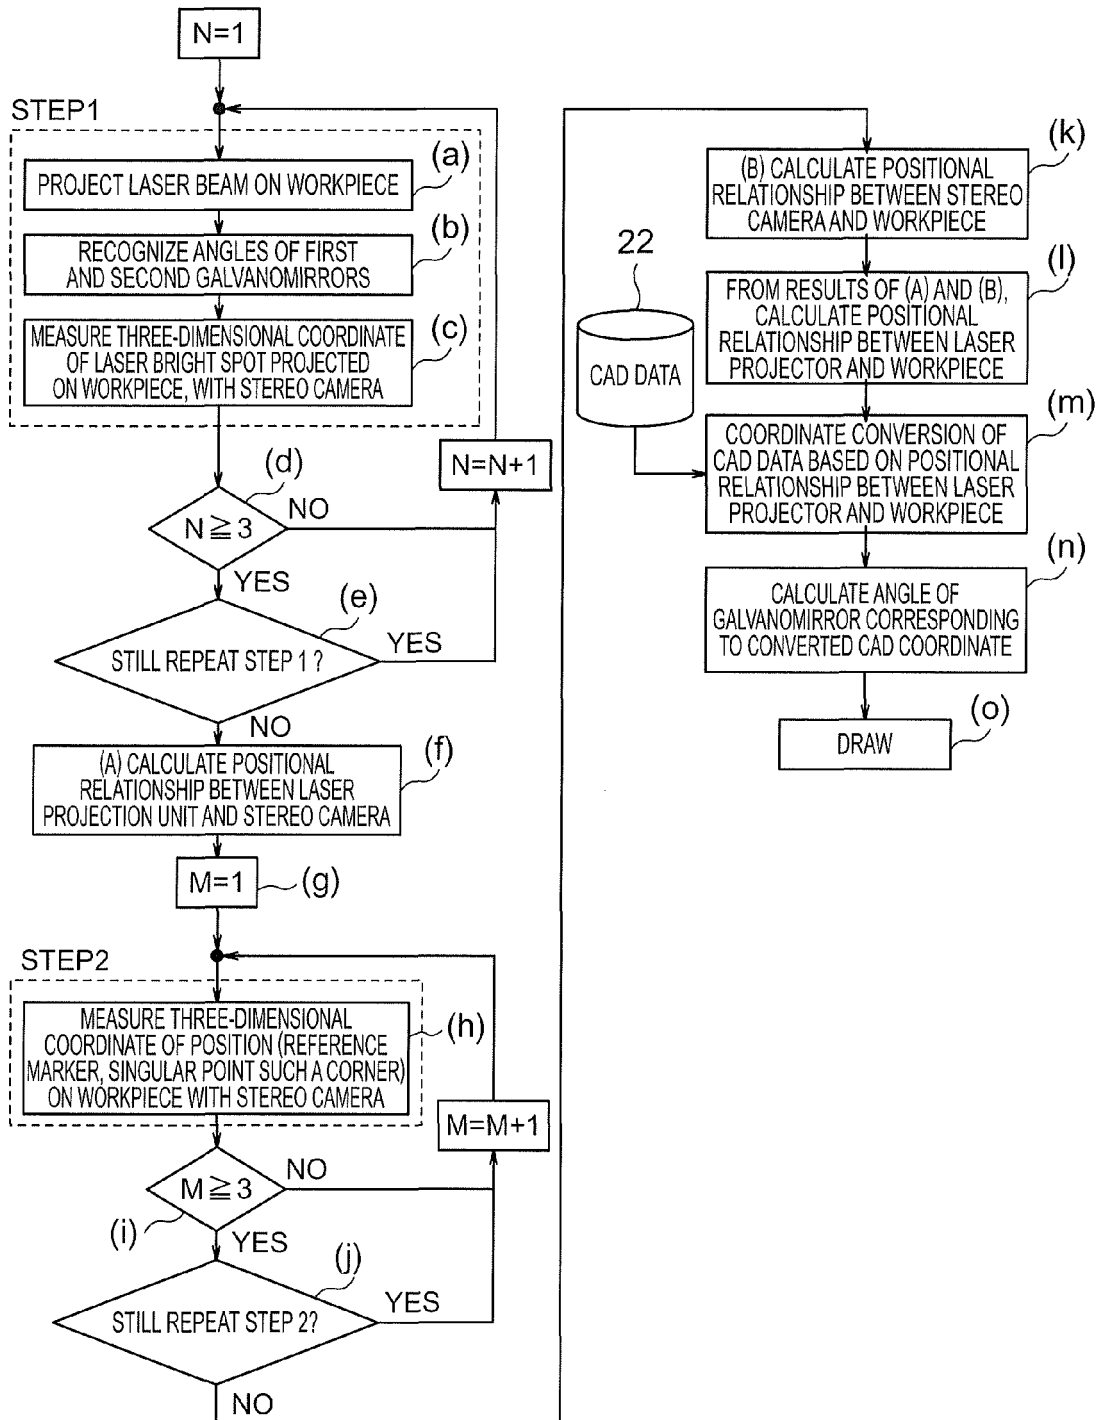 N=1
STEP1
(a)
PROJECT LASER BEAM ON WORKPIECE
(b)
RECOGNIZE ANGLES OF FIRST
AND SECOND GALVANOMIRRORS
(c)
MEASURE THREE-DIMENSIONAL COORDINATE
OF LASER BRIGHT SPOT PROJECTED
ON WORKPIECE, WITH STEREO CAMERA
N=N+1
(d)
N≧3
NO
YES
(e)
STILL REPEAT STEP 1?
YES
NO
(f)
(A) CALCULATE POSITIONAL
RELATIONSHIP BETWEEN LASER
PROJECTION UNIT AND STEREO CAMERA
M=1
(g)
STEP2
(h)
MEASURE THREE-DIMENSIONAL
COORDINATE OF POSITION (REFERENCE
MARKER, SINGULAR POINT SUCH A CORNER)
ON WORKPIECE WITH STEREO CAMERA
M=M+1
M≧3
NO
(i)
YES
(j)
STILL REPEAT STEP 2?
YES
NO
(k)
(B) CALCULATE POSITIONAL
RELATIONSHIP BETWEEN STEREO
CAMERA AND WORKPIECE
22
CAD DATA
(l)
FROM RESULTS OF (A) AND (B),
CALCULATE POSITIONAL
RELATIONSHIP BETWEEN LASER
PROJECTOR AND WORKPIECE
(m)
COORDINATE CONVERSION OF
CAD DATA BASED ON POSITIONAL
RELATIONSHIP BETWEEN LASER
PROJECTOR AND WORKPIECE
(n)
CALCULATE ANGLE OF
GALVANOMIRROR CORRESPONDING
TO CONVERTED CAD COORDINATE
(o)
DRAW